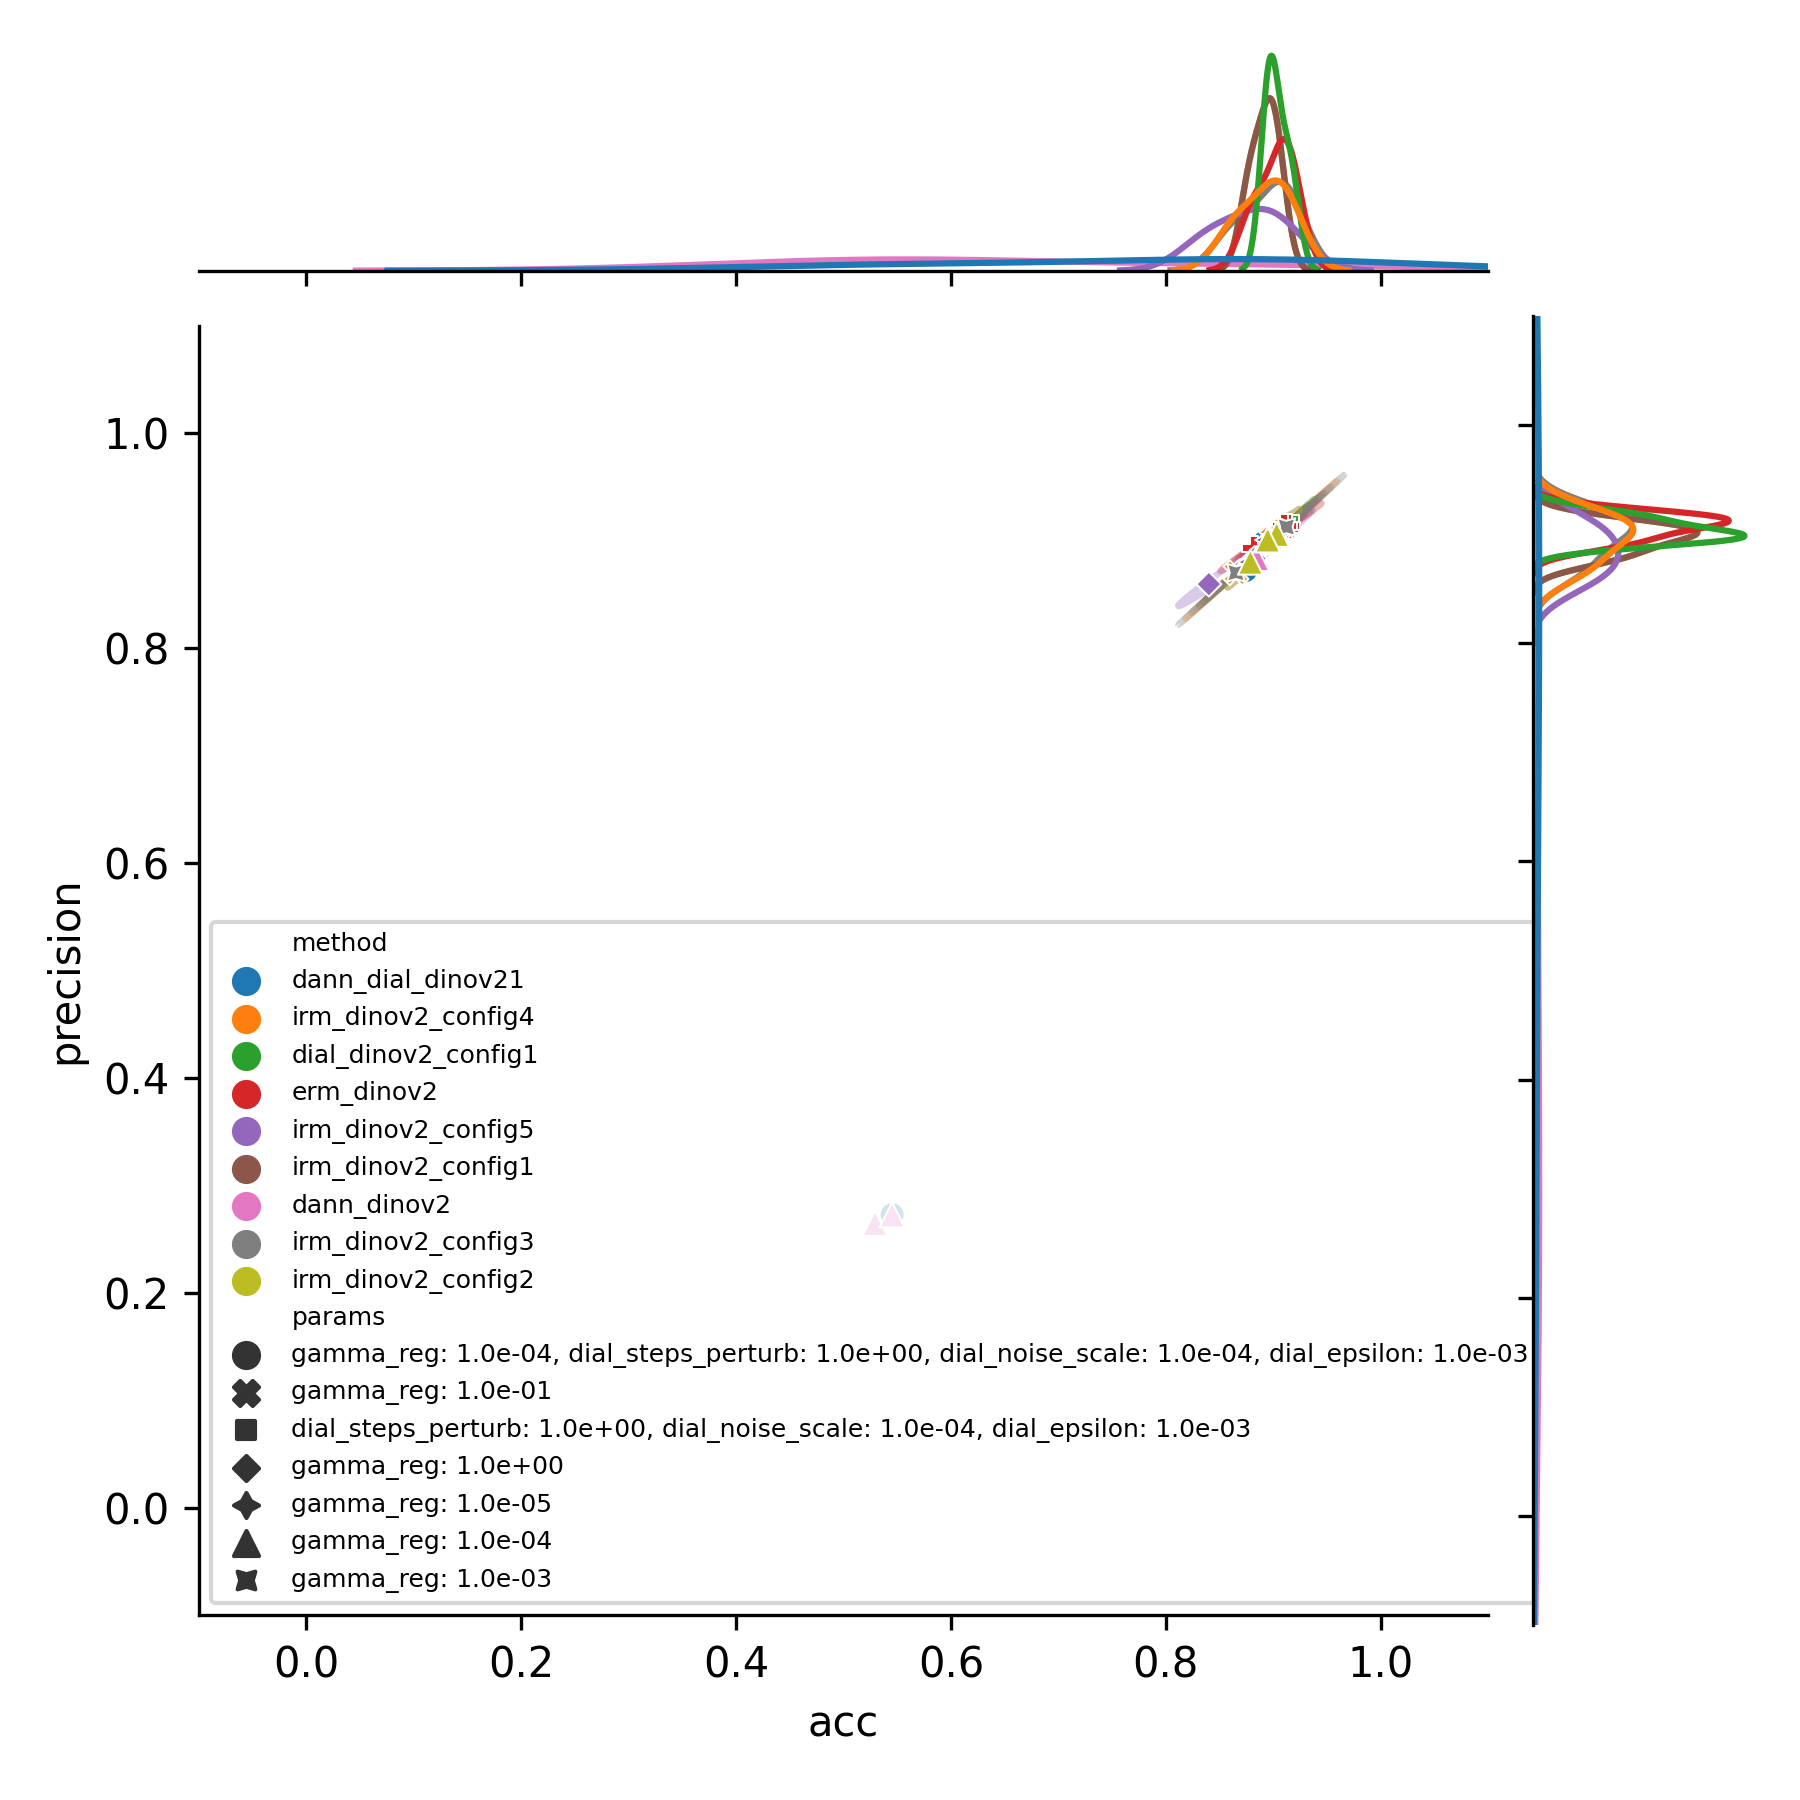 1.0
0.8
0.6
0.4
0.2
0.0
precision
method
dann_dial_dinov21
irm_dinov2_config4
dial_dinov2_config1
erm_dinov2
irm_dinov2_config5
irm_dinov2_config1
dann_dinov2
irm_dinov2_config3
irm_dinov2_config2
params
gamma_reg: 1.0e-04, dial_steps_perturb: 1.0e+00, dial_noise_scale: 1.0e-04, dial_epsilon: 1.0e-03
gamma_reg: 1.0e-01
dial_steps_perturb: 1.0e+00, dial_noise_scale: 1.0e-04, dial_epsilon: 1.0e-03
gamma_reg: 1.0e+00
gamma_reg: 1.0e-05
gamma_reg: 1.0e-04
gamma_reg: 1.0e-03
0.0 0.2 0.4 0.6 0.8 1.0
acc